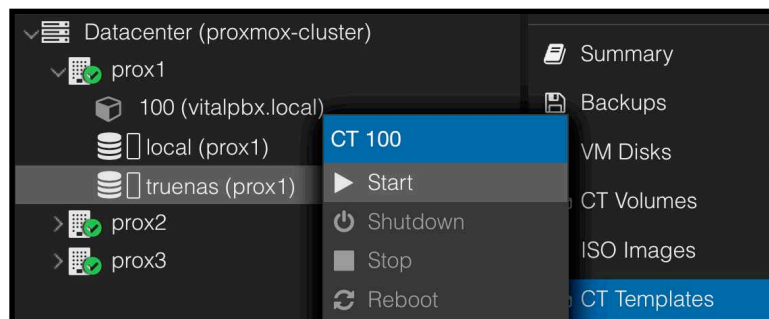 Datacenter (proxmox-cluster)
prox1
100 (vitalpbx.local)
local (prox1)
truenas (prox1)
prox2
prox3
CT 100
Start
Shutdown
Stop
Reboot
Summary
Backups
VM Disks
CT Volumes
ISO Images
CT Templates